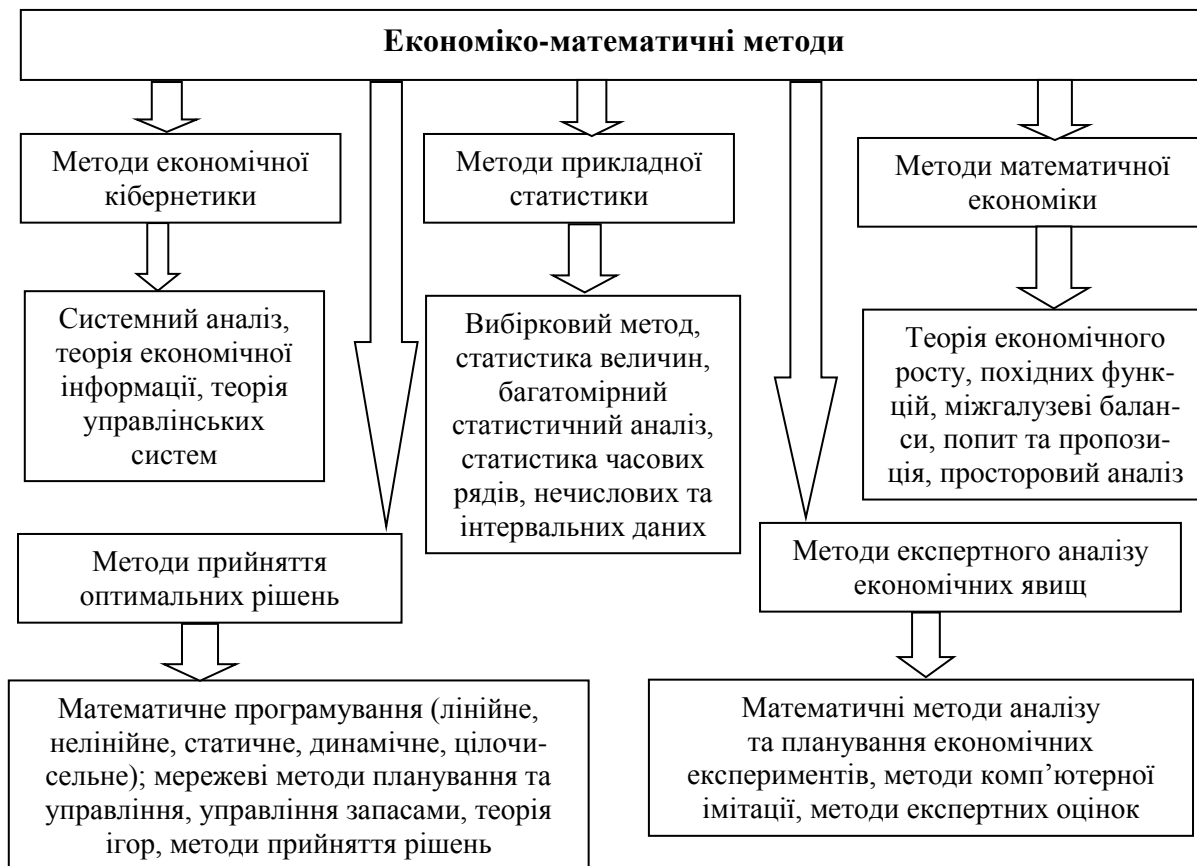 Економіко-математичні методи
Методи економічної
кібернетики
Методи прикладної
статистики
Методи математичної
економіки
Системний аналіз,
теорія економічної
інформації, теорія
управлінських
систем
Вибірковий метод,
статистика величин,
багатомірний
статистичний аналіз,
статистика часових
рядів, нечислових та
інтервальних даних
Теорія економічного
росту, похідних функ-
цій, міжгалузеві балан-
си, попит та пропози-
ція, просторовий аналіз
Методи прийняття
оптимальних рішень
Методи експертного аналізу
економічних явищ
Математичне програмування (лінійне,
нелінійне, статичне, динамічне, цілочи-
сельне); мережеві методи планування та
управління, управління запасами, теорія
ігор, методи прийняття рішень
Математичні методи аналізу
та планування економічних
експериментів, методи комп’ютерної
імітації, методи експертних оцінок